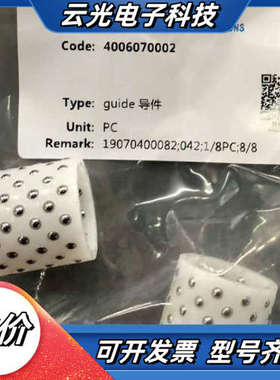 云光电子科技
Code: 4006070002
Type: guide 导件
Unit: PC
Remark: 19070400082;042;1/8PC;8/8
价
可开发票 型号齐